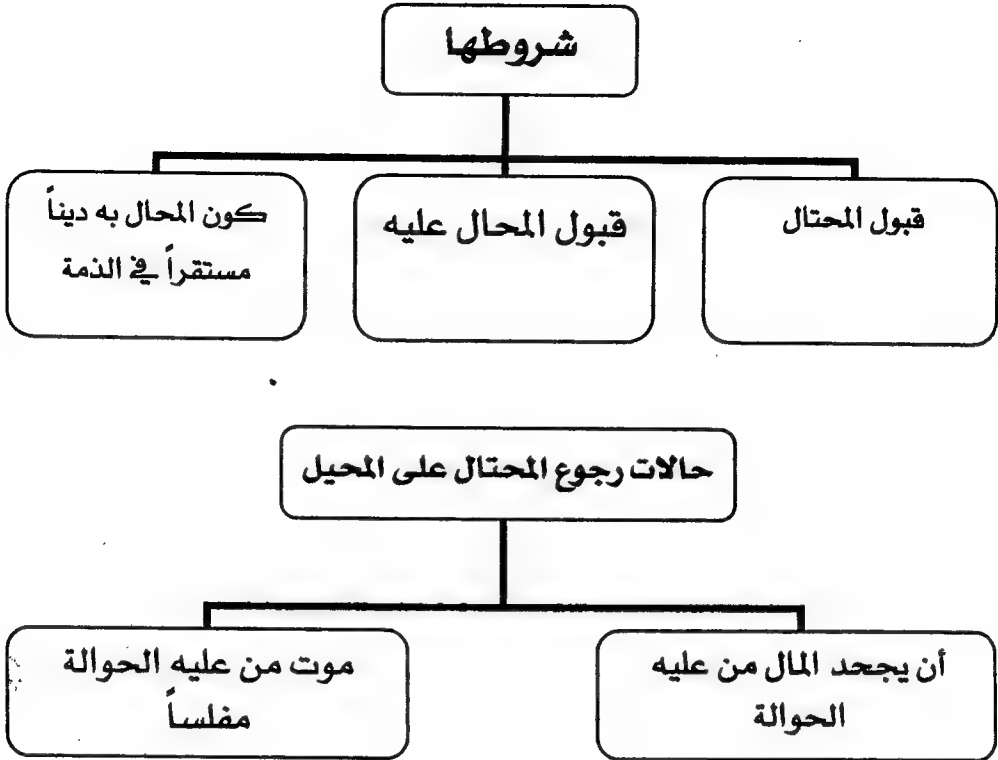 شروطها
قبول المحتال
قبول المحال عليه
كون المحال به ديناً
مستقراً في الذمة
حالات رجوع المحتال على المحيل
أن يجحد المال من عليه
الحوالة
موت من عليه الحوالة
مفلساً